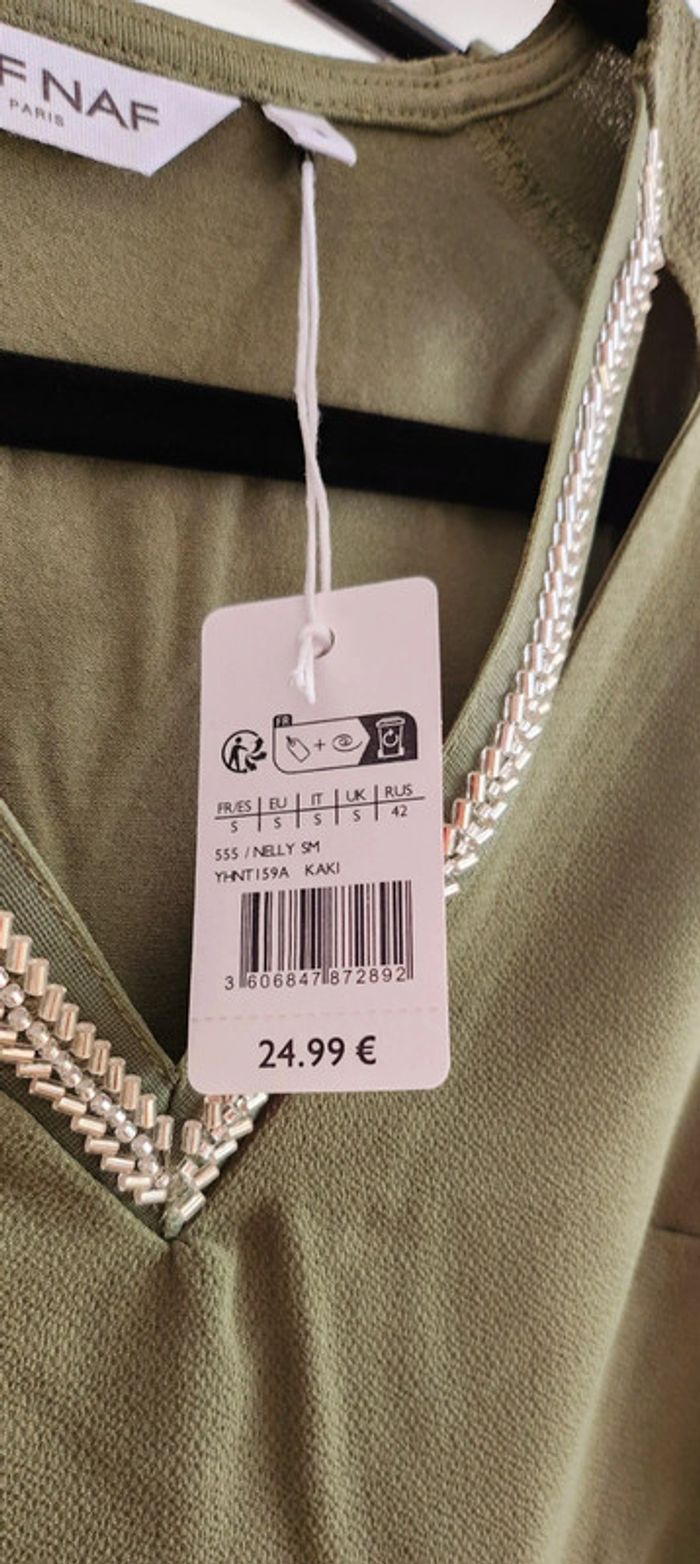 F NAF
PARIS
FR
FR/ES EU IT UK RUS
S S S S 42
555 / NELLY SM
YHNT159A KAKI
3 606847 872892
24.99 €